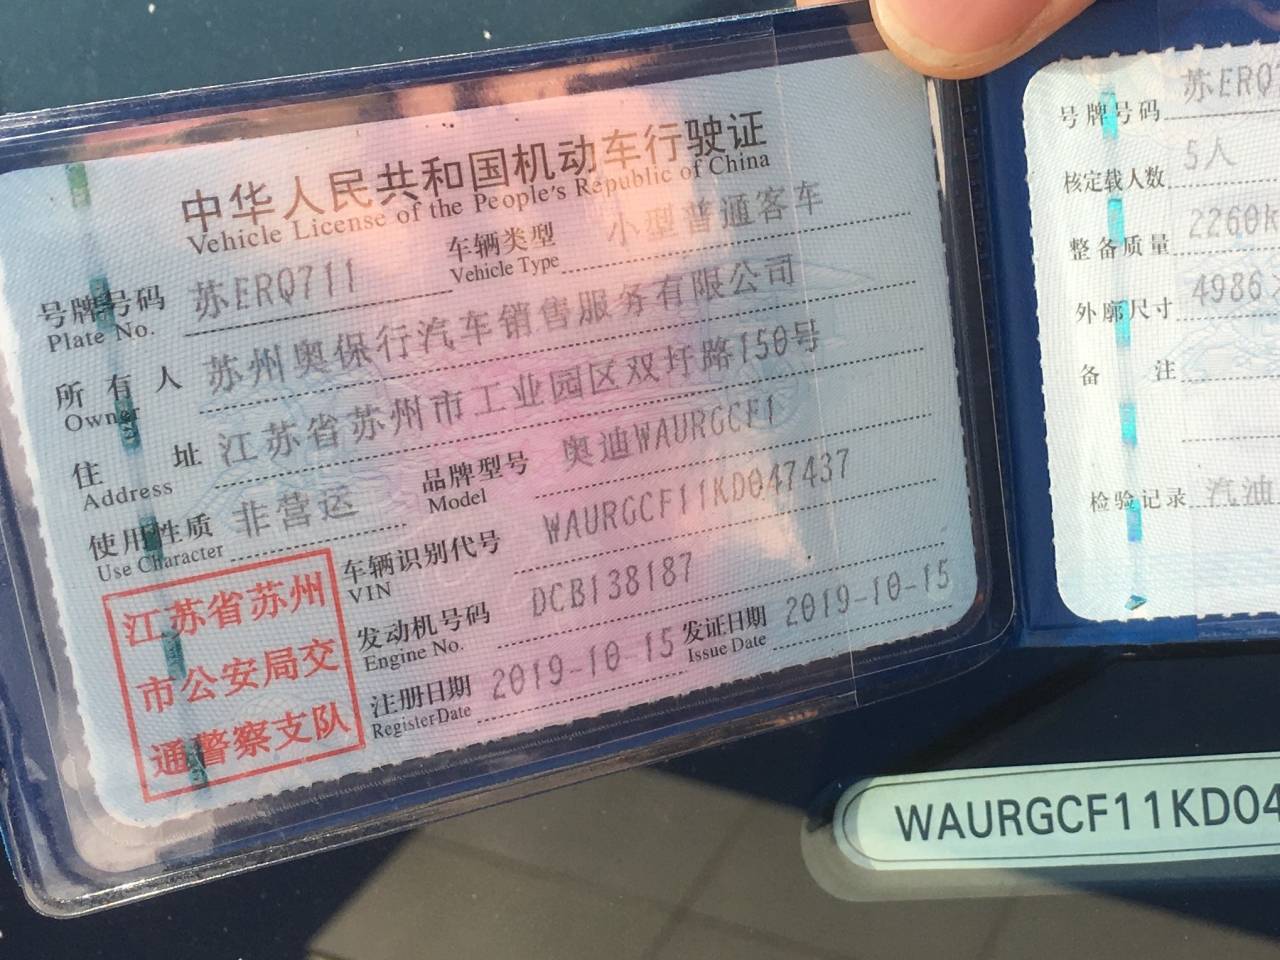 中华人民共和国机动车行驶证
Vehicle License of the People's Republic of China
号牌号码 苏ERQ711 车辆类型 小型普通客车
Plate No. Vehicle Type
所有人 苏州奥保行汽车销售服务有限公司
Owner
住址 江苏省苏州市工业园区双圩路150号
Address
使用性质 非营运 品牌型号 奥迪WAURGCF1
Use Character Model
车辆识别代号 WAURGCF11KD047437
VIN
发动机号码 DCB138187
Engine No.
注册日期 2019-10-15 发证日期 2019-10-15
Register Date Issue Date
江苏省苏州
市公安局交
通警察支队
号牌号码 苏ERQ7
核定载人数 5人
整备质量 2260k
外廓尺寸 4986
备注
检验记录 汽油
WAURGCF11KD04